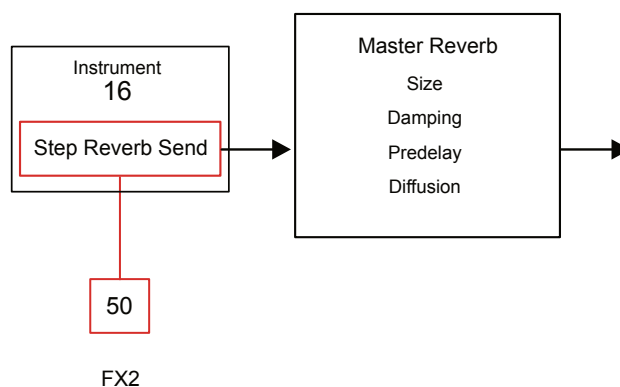 Instrument
16
Step Reverb Send
Master Reverb
Size
Damping
Predelay
Diffusion
50
FX2